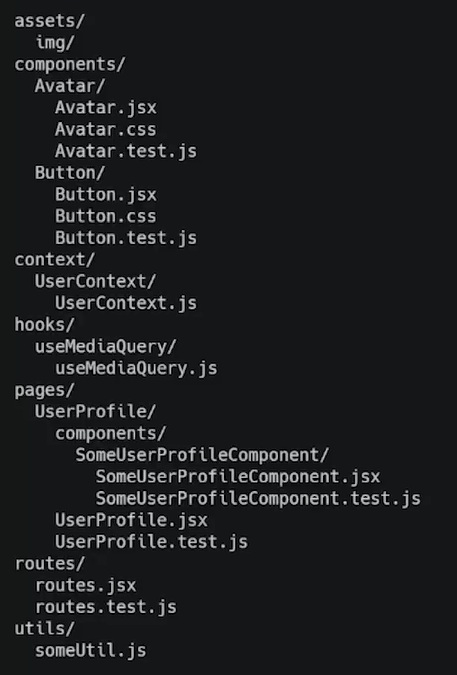 assets/
  img/
components/
  Avatar/
    Avatar.jsx
    Avatar.css
    Avatar.test.js
  Button/
    Button.jsx
    Button.css
    Button.test.js
context/
  UserContext/
    UserContext.js
hooks/
  useMediaQuery/
    useMediaQuery.js
pages/
  UserProfile/
    components/
      SomeUserProfileComponent/
        SomeUserProfileComponent.jsx
        SomeUserProfileComponent.test.js
    UserProfile.jsx
    UserProfile.test.js
routes/
  routes.jsx
  routes.test.js
utils/
  someUtil.js